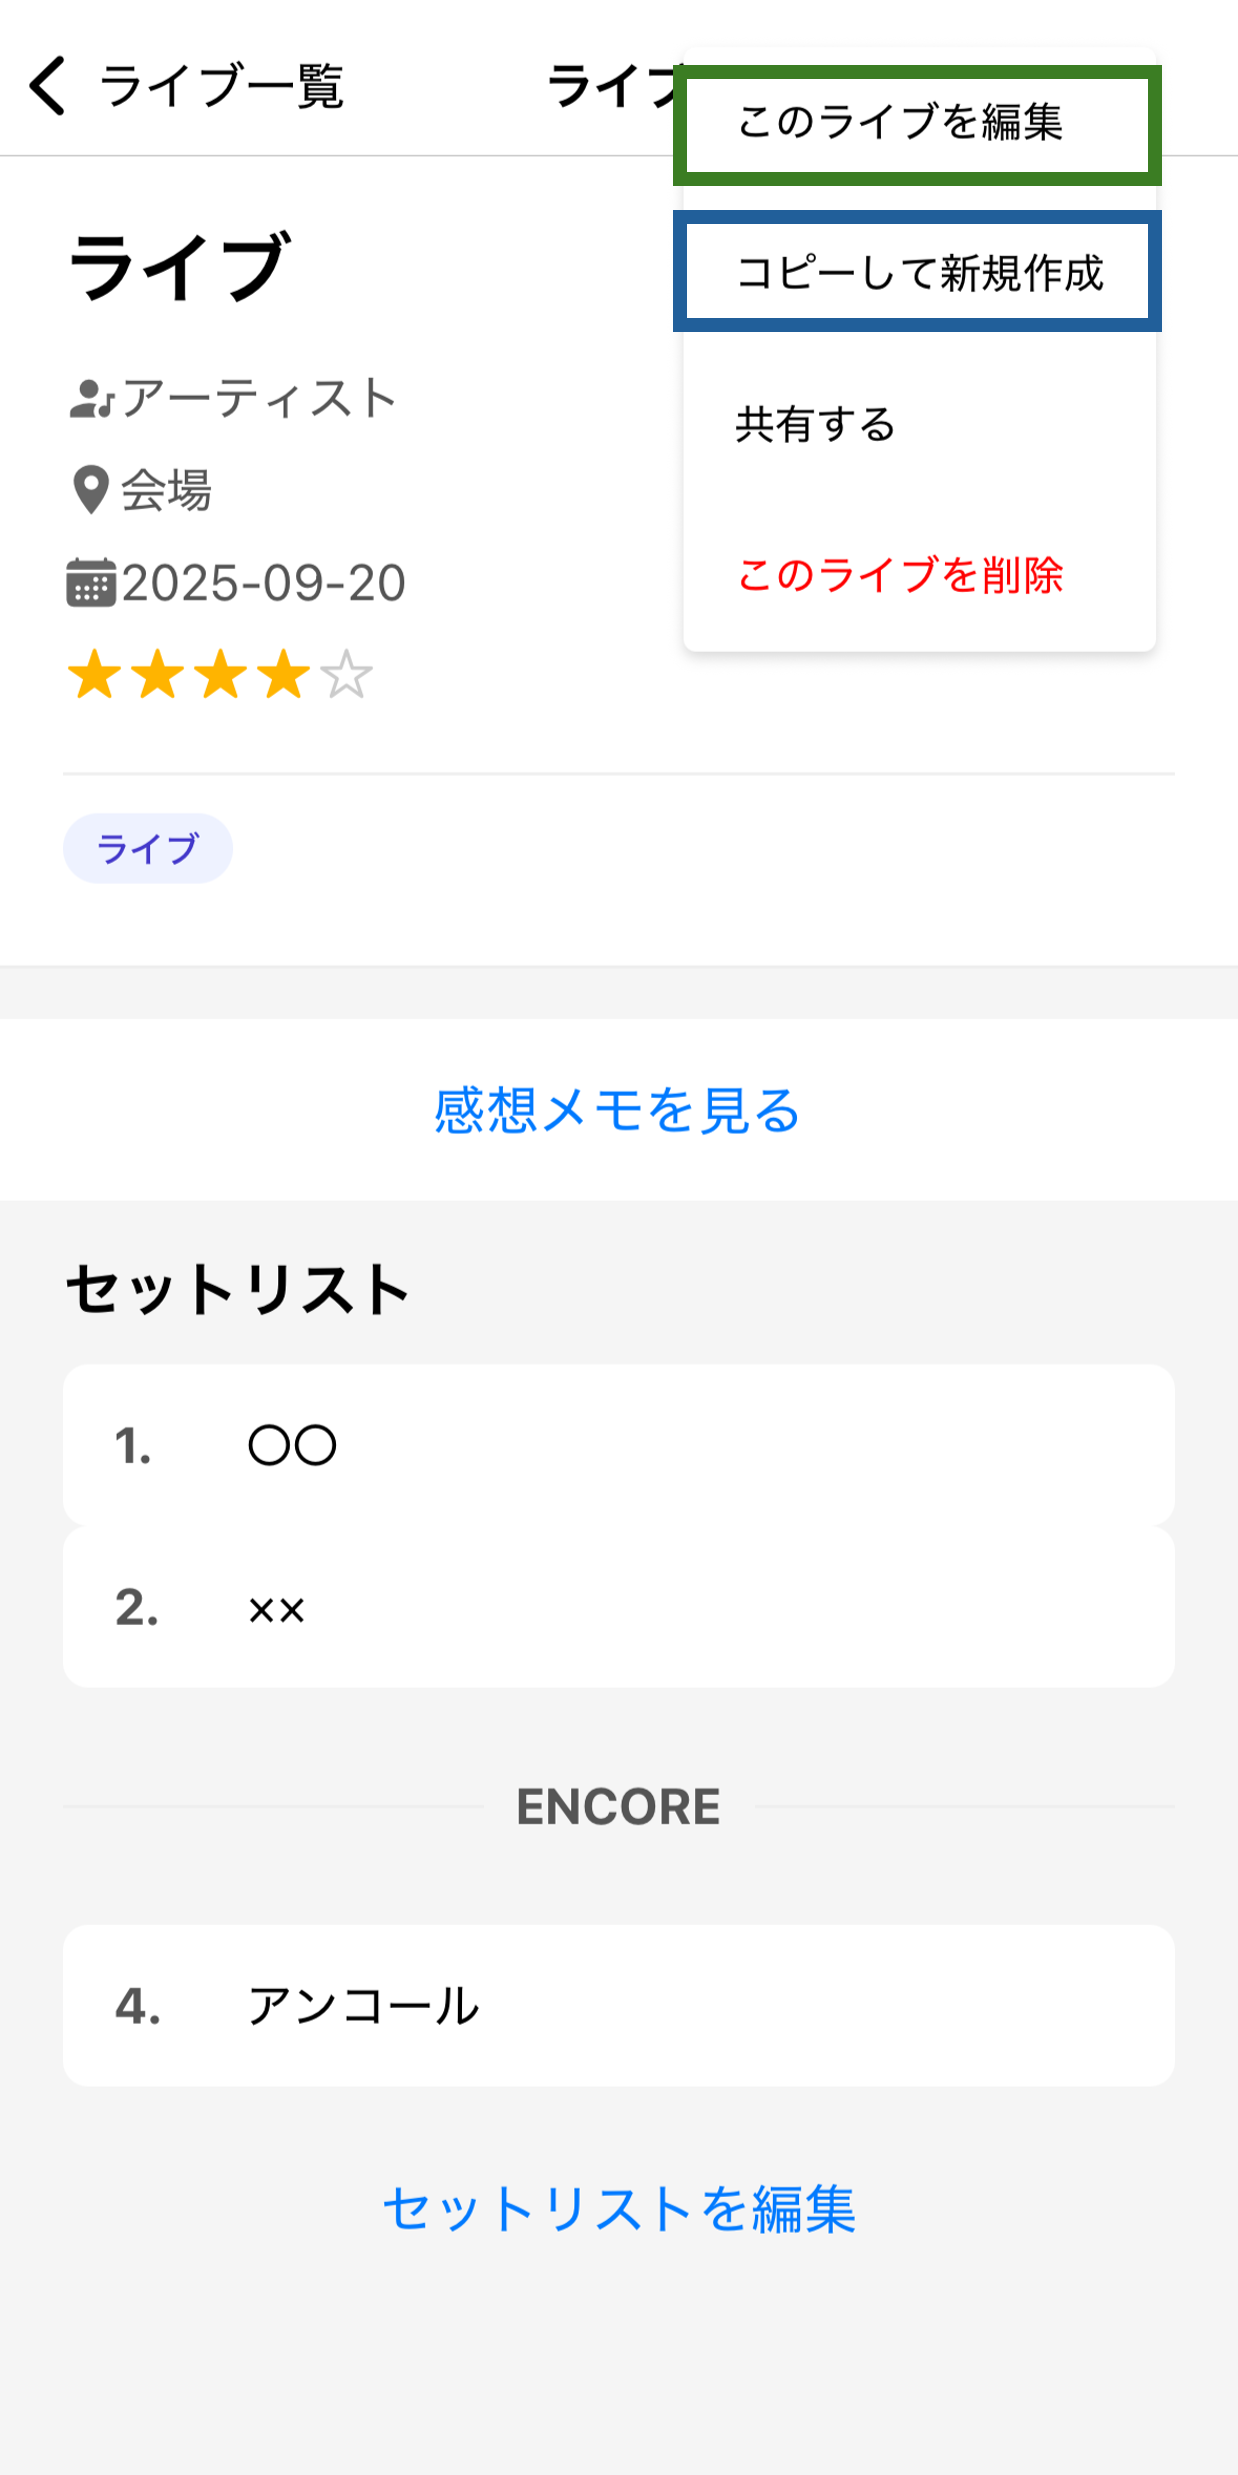 ライブ一覧
ライブ
このライブを編集
コピーして新規作成
共有する
このライブを削除
ライブ
アーティスト
会場
2025-09-20
ライブ
感想メモを見る
セットリスト
1. 〇〇
2. ××
ENCORE
4. アンコール
セットリストを編集